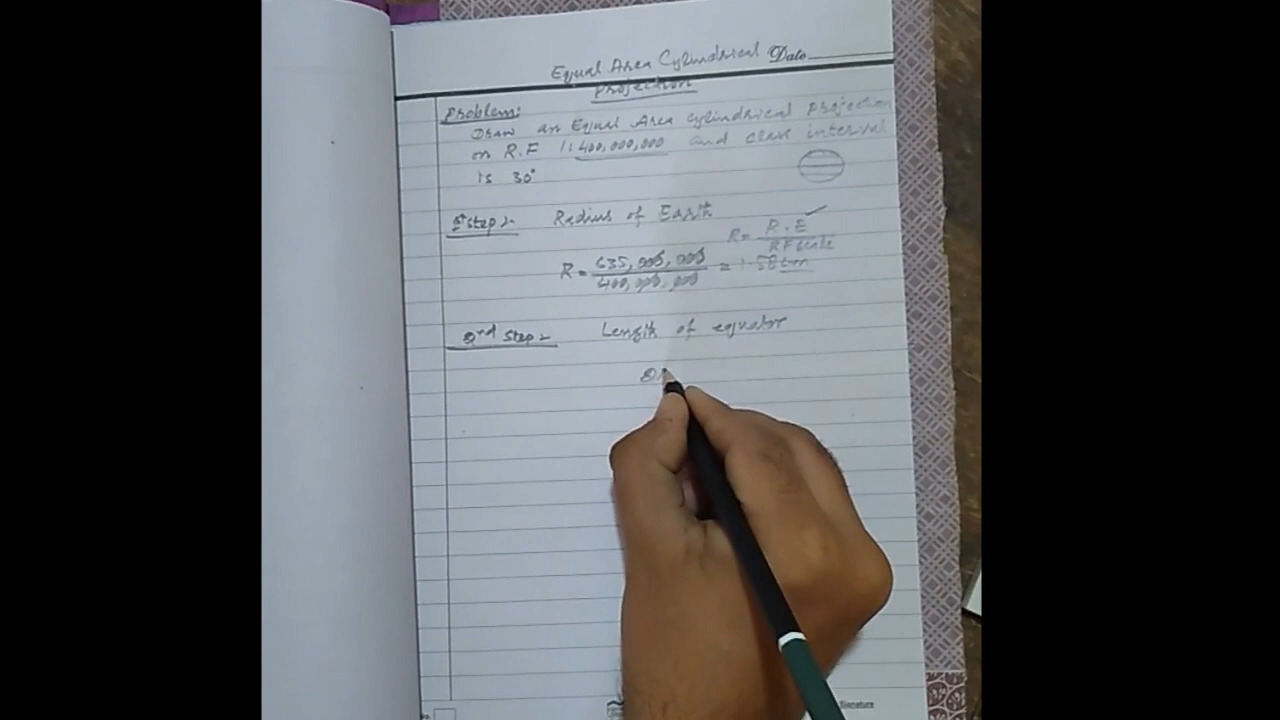 Equal Area Cylindrical Date
Projection
Problem:
Draw an Equal Area Cylindrical Projection
on R.F 1:400,000,000 and class interval
is 30°
1st Step :-
Radius of Earth
R = R.E / RF Scale
R = 635,000,000 / 400,000,000 = 1.58 cm
2nd Step :-
Length of equator
2π
Signature